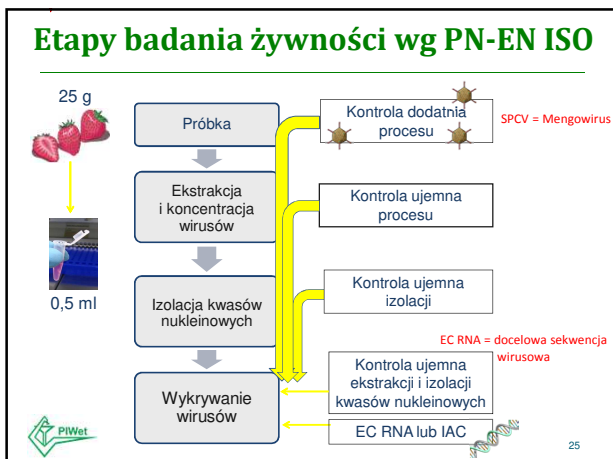 Etapy badania żywności wg PN-EN ISO
25 g
0,5 ml
Próbka
Ekstrakcja
i koncentracja
wirusów
Izolacja kwasów
nukleinowych
Wykrywanie
wirusów
Kontrola dodatnia
procesu
SPCV = Mengowirus
Kontrola ujemna
procesu
Kontrola ujemna
izolacji
EC RNA = docelowa sekwencja
wirusowa
Kontrola ujemna
ekstrakcji i izolacji
kwasów nukleinowych
EC RNA lub IAC
PIWet
25